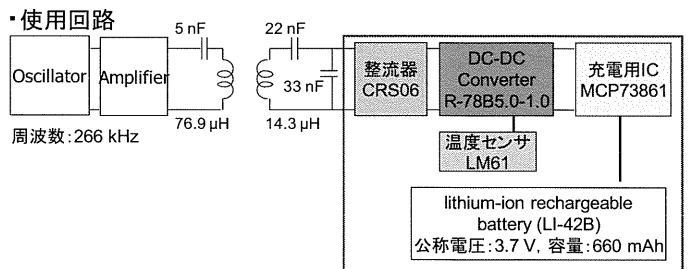 ▪使用回路
5 nF
22 nF
Oscillator
Amplifier
33 nF
整流器
CRS06
DC-DC
Converter
R-78B5.0-1.0
充電用IC
MCP73861
76.9 μH
14.3 μH
周波数:266 kHz
温度センサ
LM61
lithium-ion rechargeable
battery (LI-42B)
公称電圧:3.7 V, 容量:660 mAh